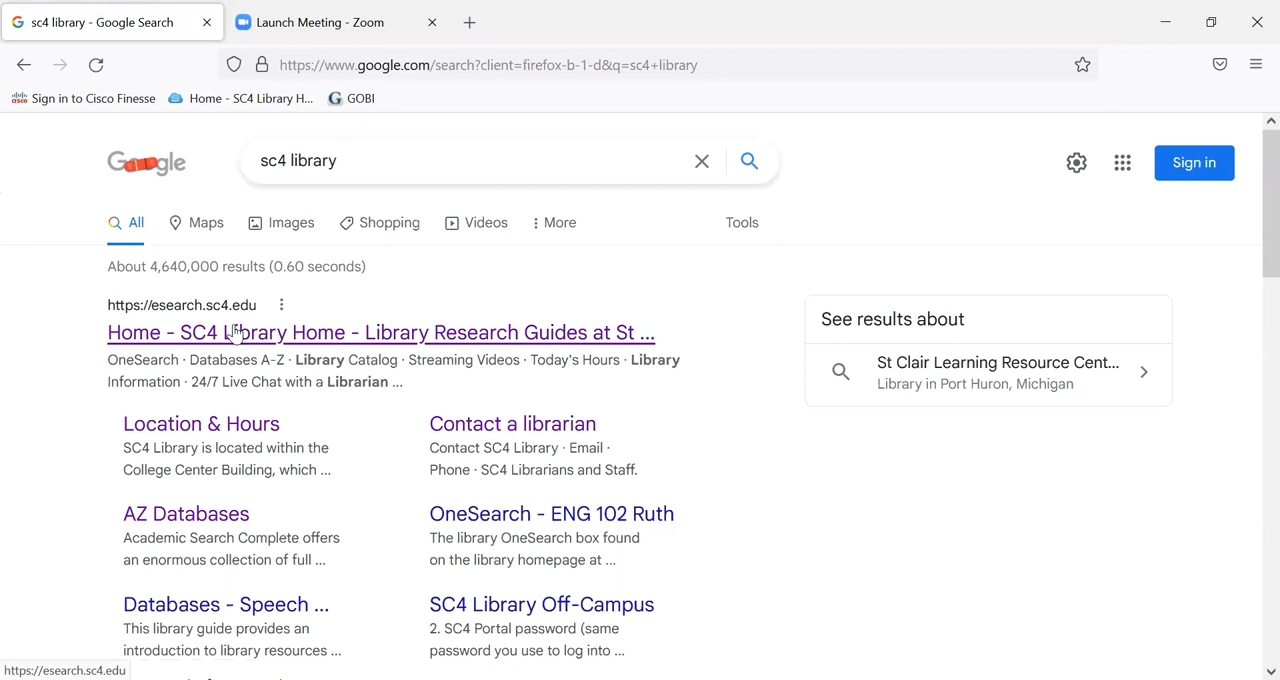 sc4 library - Google Search
Launch Meeting - Zoom
https://www.google.com/search?client=firefox-b-1-d&q=sc4+library
Sign in to Cisco Finesse
Home - SC4 Library H...
GOBI
Google
sc4 library
Sign in
All
Maps
Images
Shopping
Videos
More
Tools
About 4,640,000 results (0.60 seconds)
https://esearch.sc4.edu
Home - SC4 Library Home - Library Research Guides at St ...
OneSearch · Databases A-Z · Library Catalog · Streaming Videos · Today's Hours · Library
Information · 24/7 Live Chat with a Librarian ...
See results about
St Clair Learning Resource Cent...
Library in Port Huron, Michigan
Location & Hours
SC4 Library is located within the
College Center Building, which ...
Contact a librarian
Contact SC4 Library · Email ·
Phone · SC4 Librarians and Staff.
AZ Databases
Academic Search Complete offers
an enormous collection of full ...
OneSearch - ENG 102 Ruth
The library OneSearch box found
on the library homepage at ...
Databases - Speech ...
This library guide provides an
introduction to library resources ...
SC4 Library Off-Campus
2. SC4 Portal password (same
password you use to log into ...
https://esearch.sc4.edu